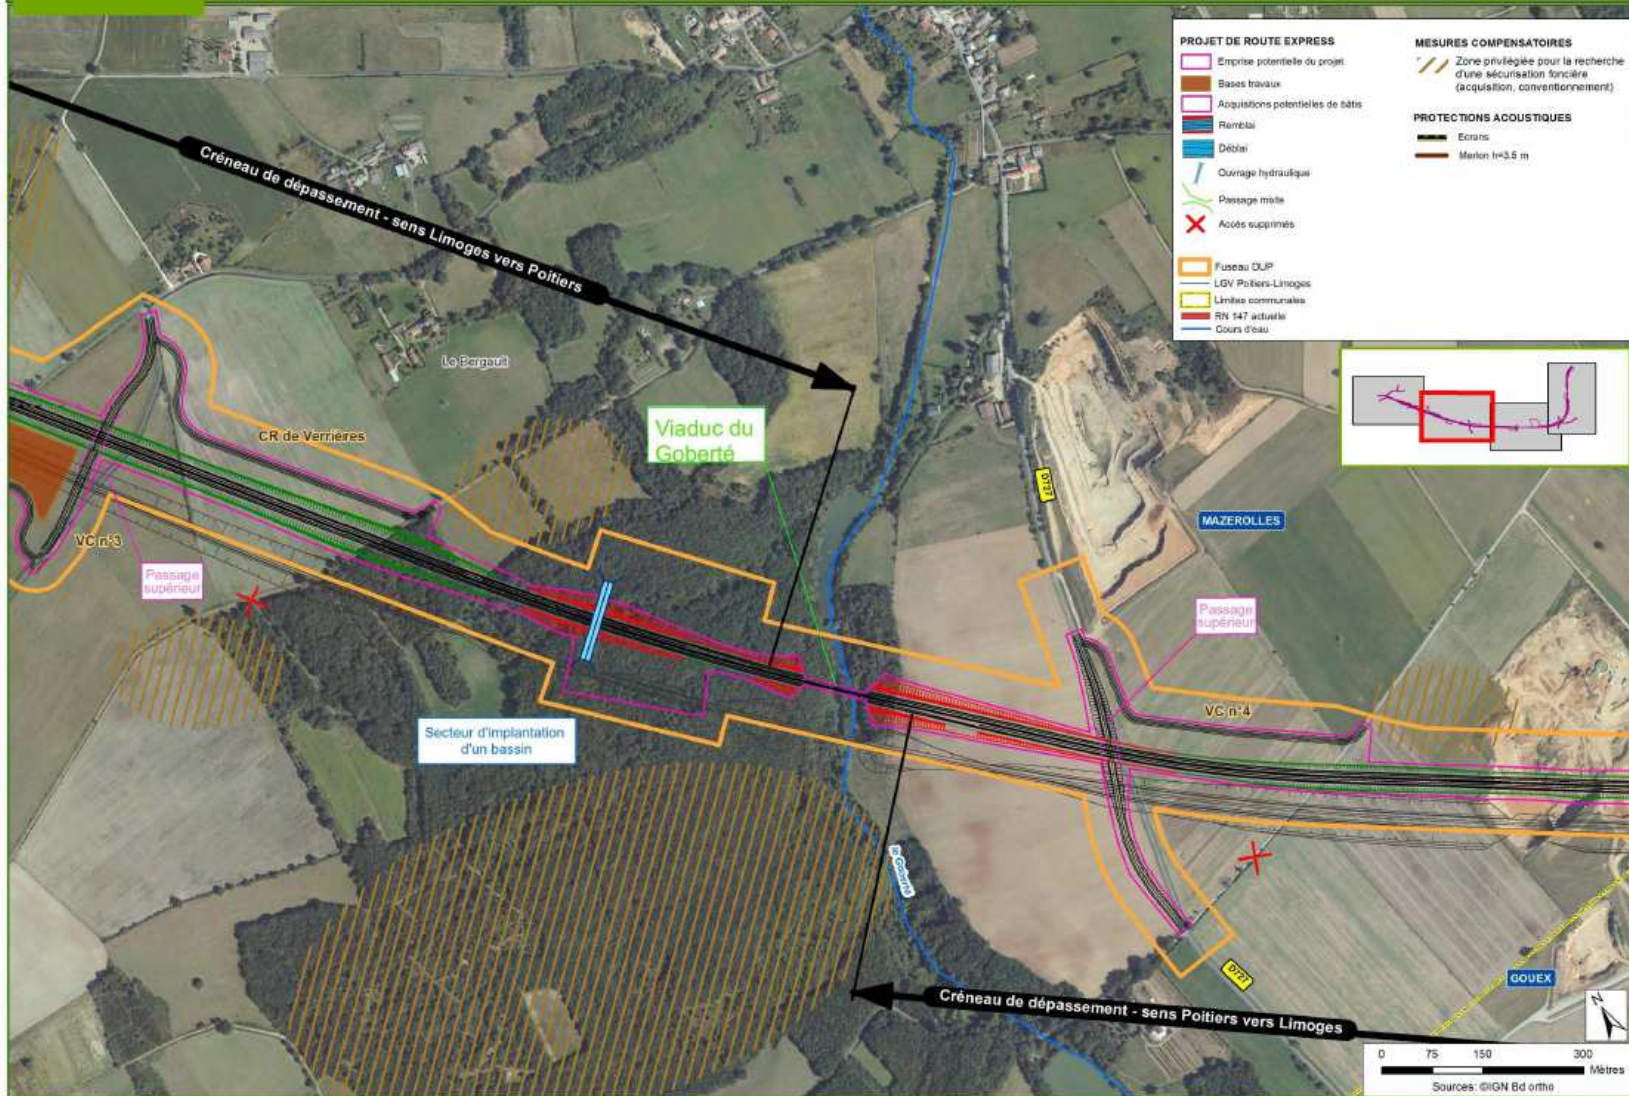 PROJET DE ROUTE EXPRESS
Emprise potentielle du projet
Bases travaux
Acquisitions potentielles de bâtis
Remblai
Déblai
Ouvrage hydraulique
Passage mixte
Accès supprimés
Fuseau DUP
LGV Poitiers-Limoges
Limites communales
RN 147 actuelle
Cours d'eau
MESURES COMPENSATOIRES
Zone privilégiée pour la recherche
d'une sécurisation foncière
(acquisition, conventionnement)
PROTECTIONS ACOUSTIQUES
Ecrans
Merlon h=3.5 m
Créneau de dépassement - sens Limoges vers Poitiers
Le Bergault
CR de Verrières
Viaduc du
Goberté
D727
MAZEROLLES
VC n°3
Passage
supérieur
Passage
supérieur
VC n°4
Secteur d'implantation
d'un bassin
le Goberté
D727
GOUEX
Créneau de dépassement - sens Poitiers vers Limoges
N
0 75 150 300
Mètres
Sources: ©IGN Bd ortho